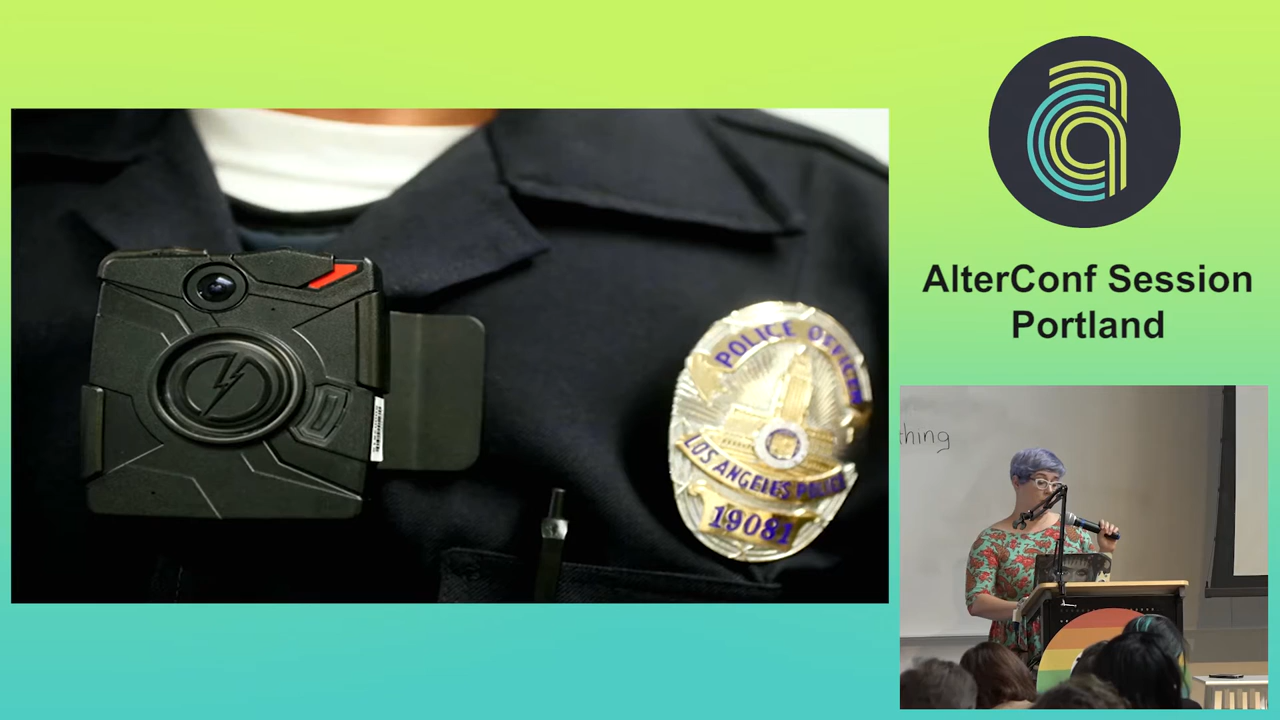 POLICE OFFICER
LOS ANGELES POLICE
19081
AlterConf Session
Portland
thing